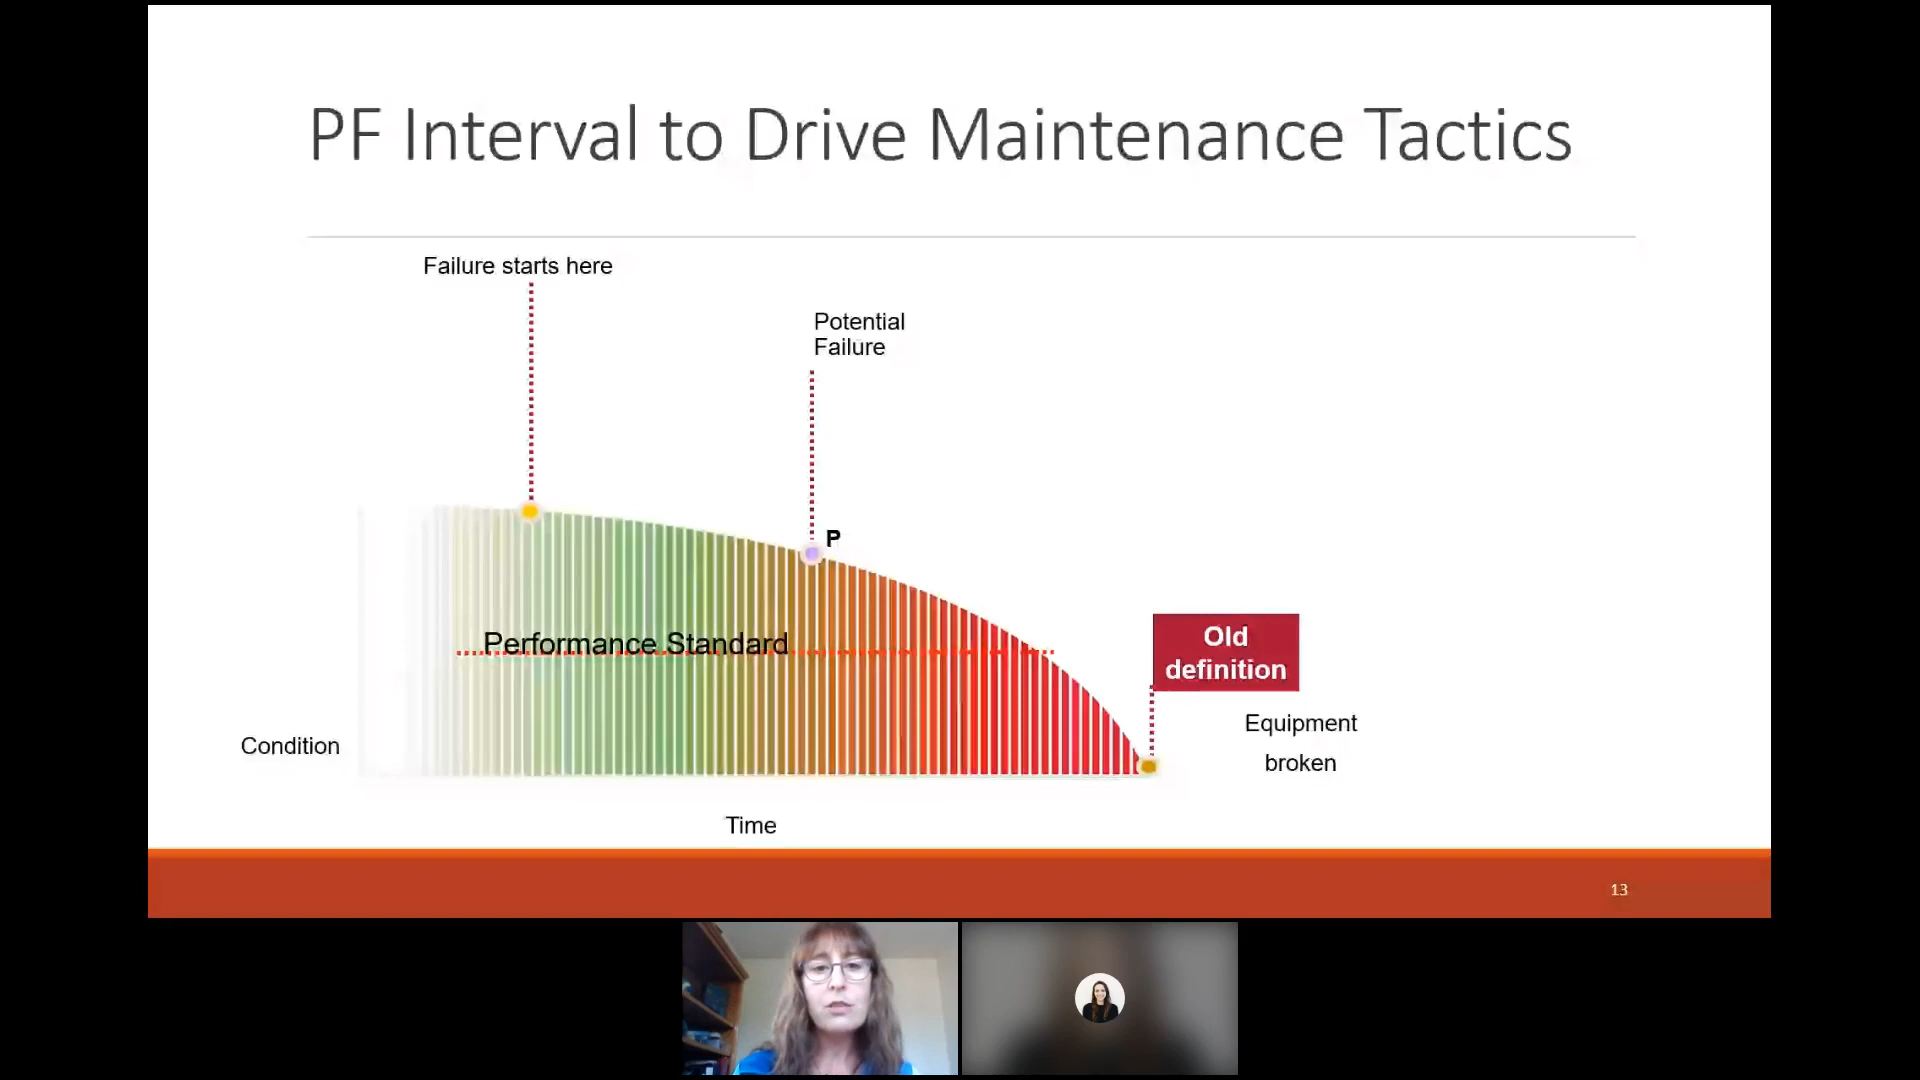 PF Interval to Drive Maintenance Tactics
Failure starts here
Potential
Failure
P
Performance Standard
Old
definition
Equipment
broken
Condition
Time
13